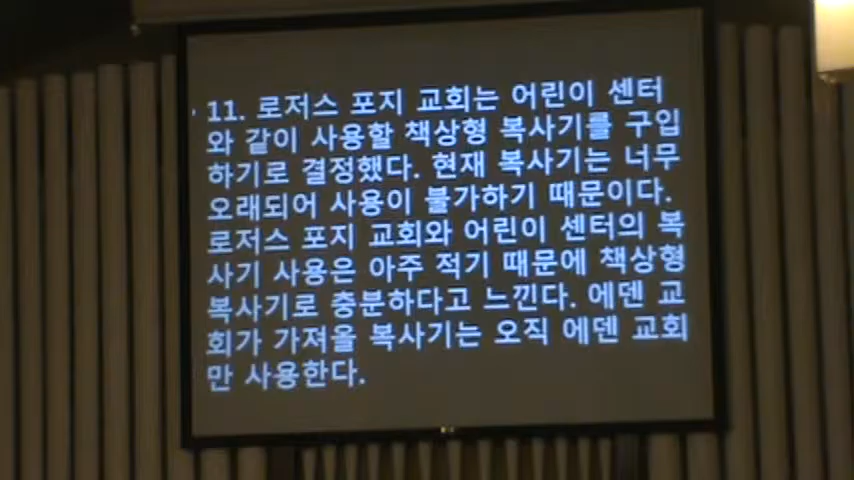 11. 로저스 포지 교회는 어린이 센터
와 같이 사용할 책상형 복사기를 구입
하기로 결정했다. 현재 복사기는 너무
오래되어 사용이 불가하기 때문이다.
로저스 포지 교회와 어린이 센터의 복
사기 사용은 아주 적기 때문에 책상형
복사기로 충분하다고 느낀다. 에덴 교
회가 가져올 복사기는 오직 에덴 교회
만 사용한다.